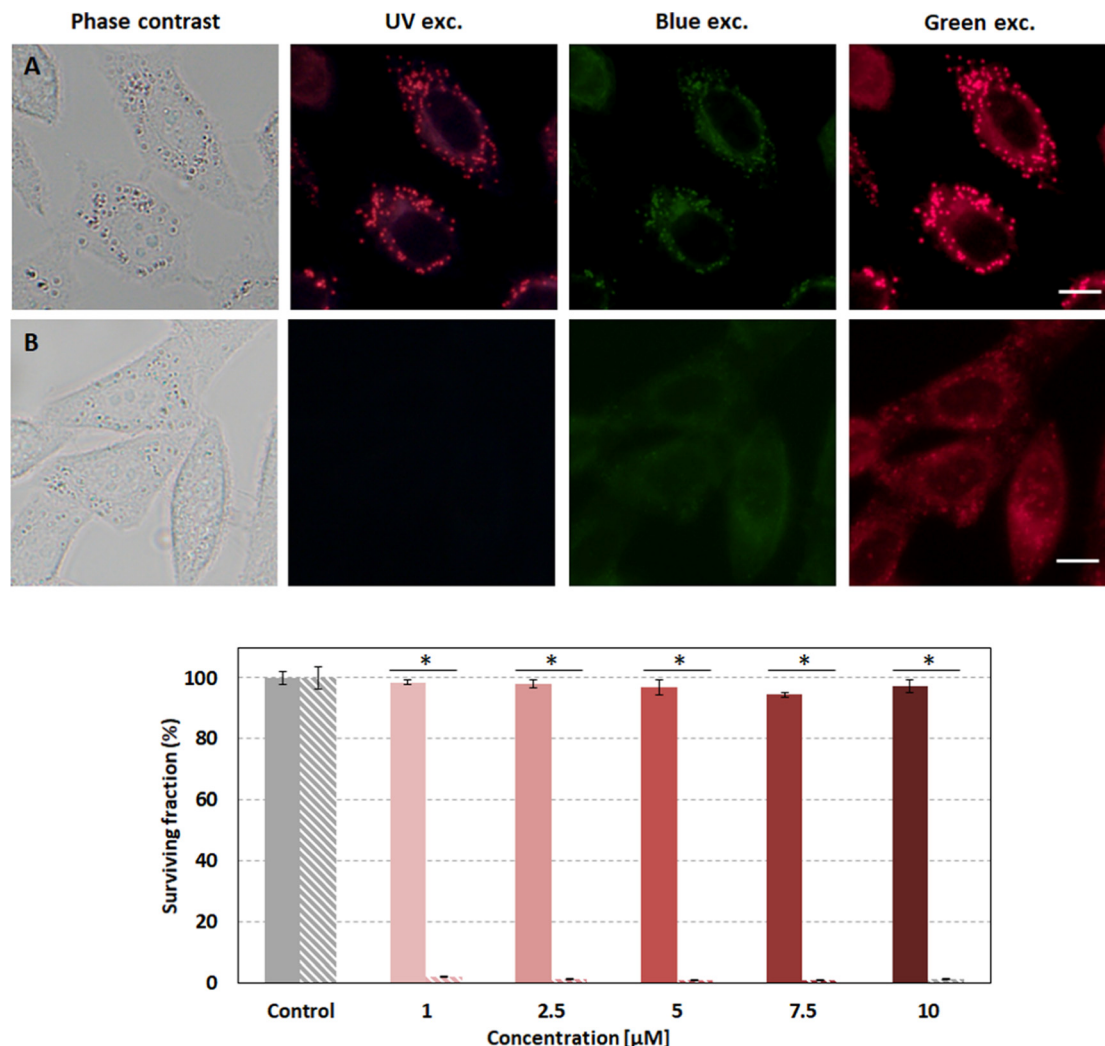 Phase contrast UV exc. Blue exc. Green exc.
A
B
* * * * *
100
80
60
40
20
0
Surviving fraction (%)
Control 1 2.5 5 7.5 10
Concentration [µM]